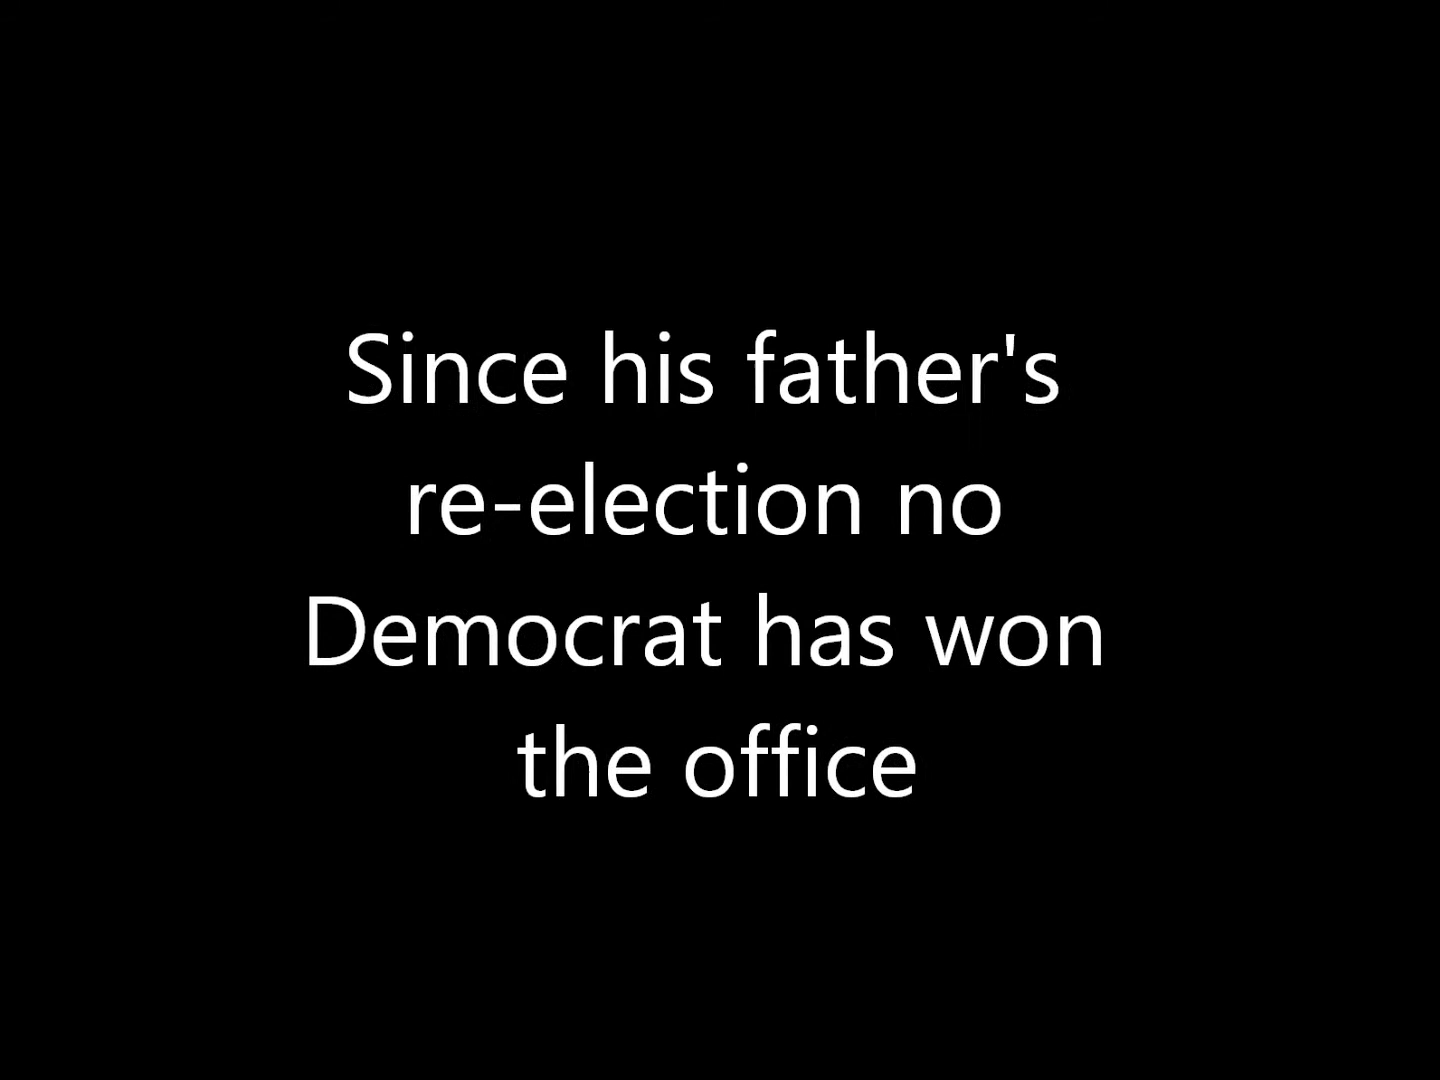 Since his father's
re-election no
Democrat has won
the office